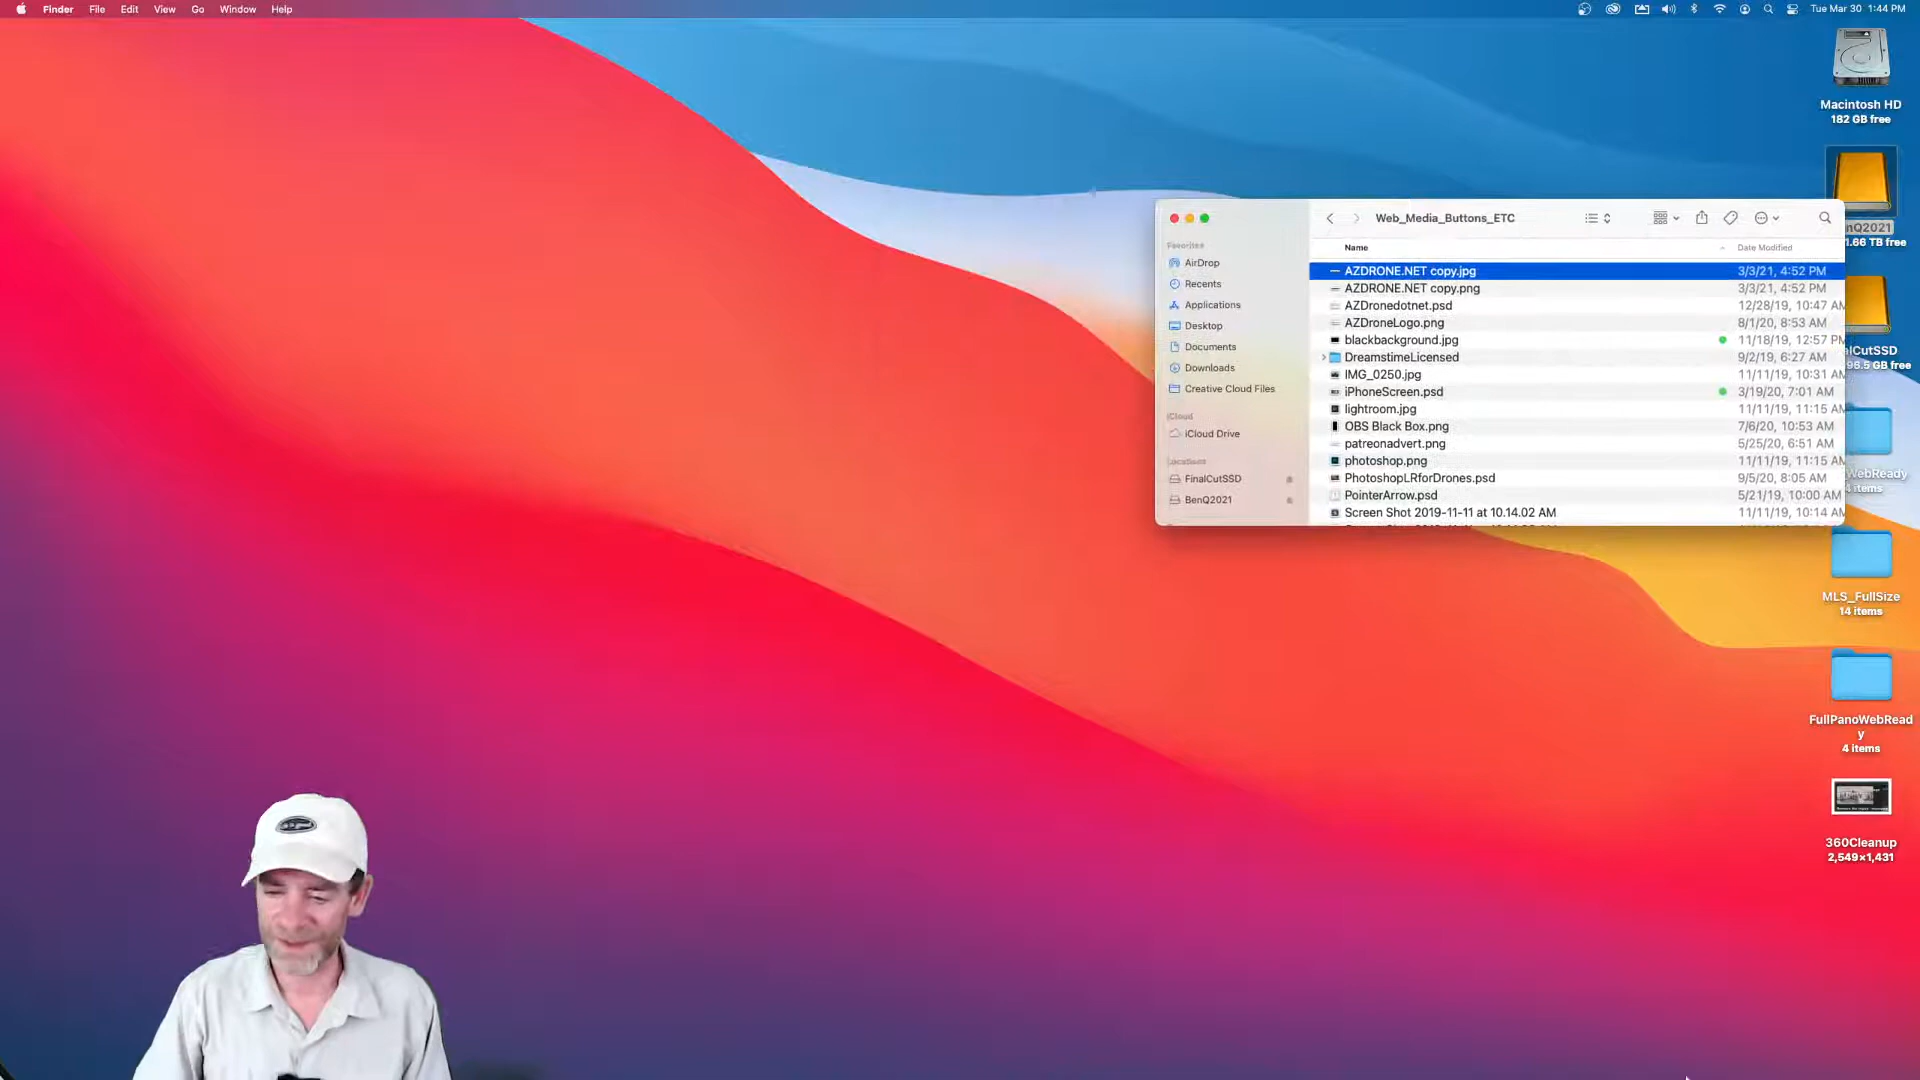 Finder File Edit View Go Window Help
Tue Mar 30 1:44 PM
Macintosh HD
182 GB free
nQ2021
1.66 TB free
lCutSSD
96.5 GB free
WebReady
4 items
MLS_FullSize
14 items
FullPanoWebRead
y
4 items
360Cleanup
2,549×1,431
Web_Media_Buttons_ETC
Favorites
AirDrop
Recents
Applications
Desktop
Documents
Downloads
Creative Cloud Files
iCloud
iCloud Drive
Locations
FinalCutSSD
BenQ2021
Name Date Modified
AZDRONE.NET copy.jpg 3/3/21, 4:52 PM
AZDRONE.NET copy.png 3/3/21, 4:52 PM
AZDronedotnet.psd 12/28/19, 10:47 AM
AZDroneLogo.png 8/1/20, 8:53 AM
blackbackground.jpg 11/18/19, 12:57 PM
DreamstimeLicensed 9/2/19, 6:27 AM
IMG_0250.jpg 11/11/19, 10:31 AM
iPhoneScreen.psd 3/19/20, 7:01 AM
lightroom.jpg 11/11/19, 11:15 AM
OBS Black Box.png 7/6/20, 10:53 AM
patreonadvert.png 5/25/20, 6:51 AM
photoshop.png 11/11/19, 11:15 AM
PhotoshopLRforDrones.psd 9/5/20, 8:05 AM
PointerArrow.psd 5/21/19, 10:00 AM
Screen Shot 2019-11-11 at 10.14.02 AM 11/11/19, 10:14 AM